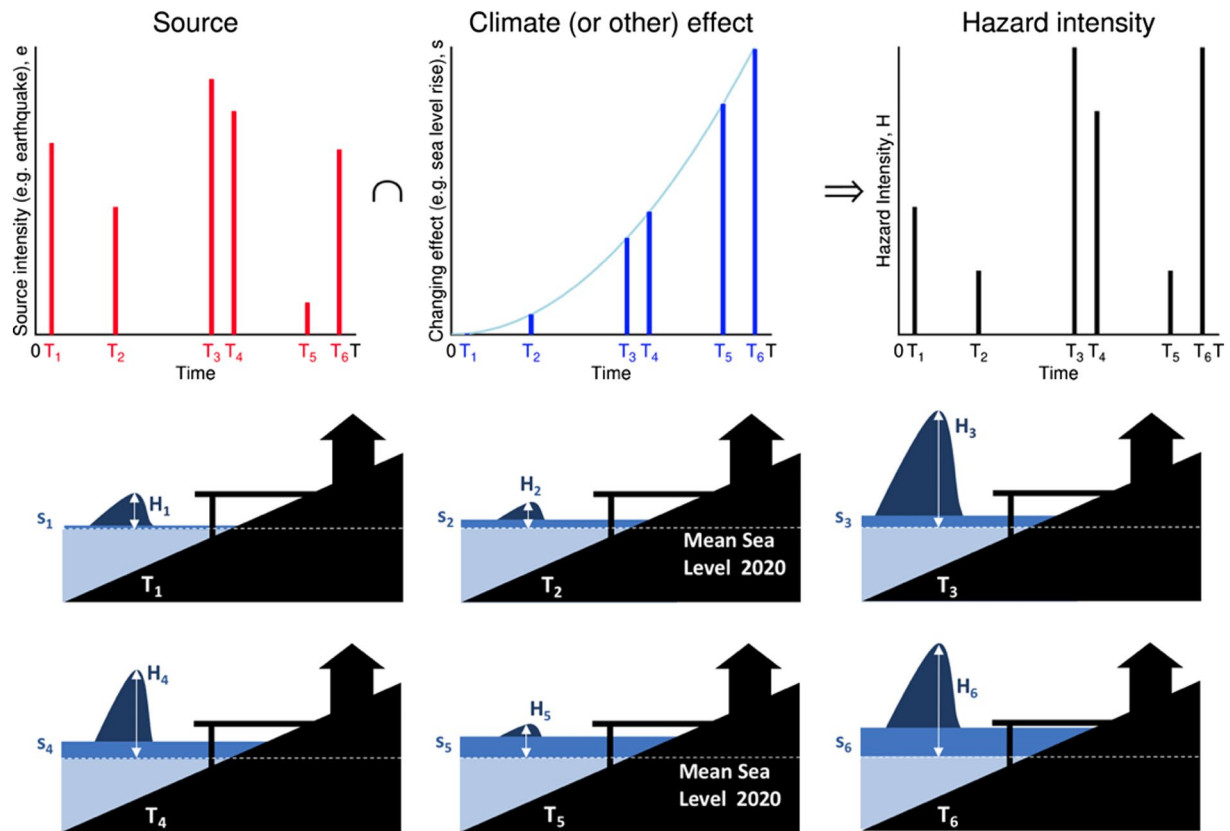 Source
Climate (or other) effect
Hazard intensity
Source intensity (e.g. earthquake), e
0 T₁ T₂ T₃ T₄ T₅ T₆ T
Time
∩
Changing effect (e.g. sea level rise), s
0 T₁ T₂ T₃ T₄ T₅ T₆ T
Time
⇒
Hazard Intensity, H
0 T₁ T₂ T₃ T₄ T₅ T₆ T
Time
S₁
H₁
T₁
S₂
H₂
Mean Sea
Level 2020
T₂
S₃
H₃
T₃
S₄
H₄
T₄
S₅
H₅
Mean Sea
Level 2020
T₅
S₆
H₆
T₆